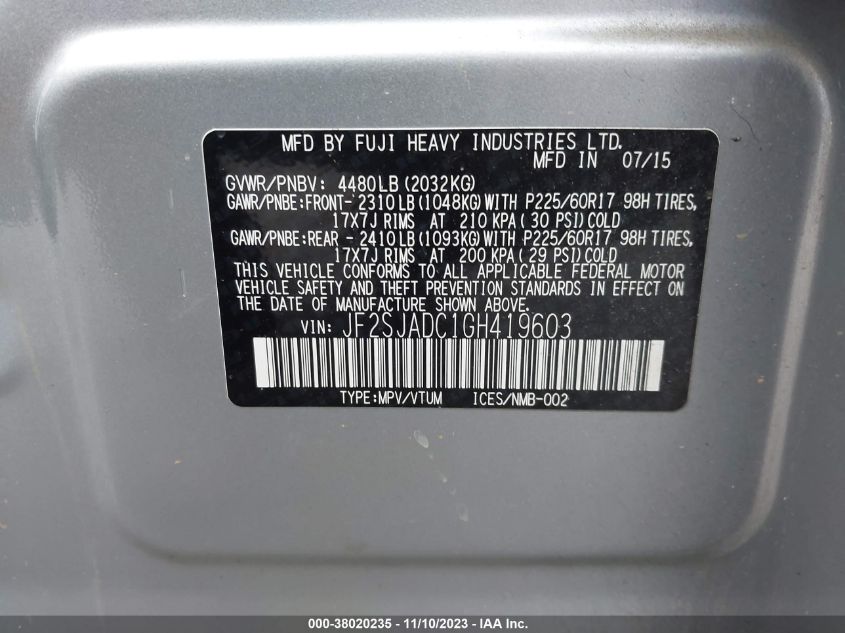 MFD BY FUJI HEAVY INDUSTRIES LTD.
MFD IN 07/15
GVWR/PNBV: 4480LB(2032KG)
GAWR/PNBE:FRONT- 2310LB(1048KG)WITH P225/60R17 98H TIRES,
17X7J RIMS AT 210 KPA( 30 PSI)COLD
GAWR/PNBE:REAR - 2410LB(1093KG)WITH P225/60R17 98H TIRES,
17X7J RIMS AT 200 KPA( 29 PSI)COLD
THIS VEHICLE CONFORMS TO ALL APPLICABLE FEDERAL MOTOR
VEHICLE SAFETY AND THEFT PREVENTION STANDARDS IN EFFECT ON
THE DATE OF MANUFACTURE SHOWN ABOVE.
VIN: JF2SJADC1GH419603
TYPE:MPV/VTUM ICES/NMB-002
000-38020235 - 11/10/2023 - IAA Inc.